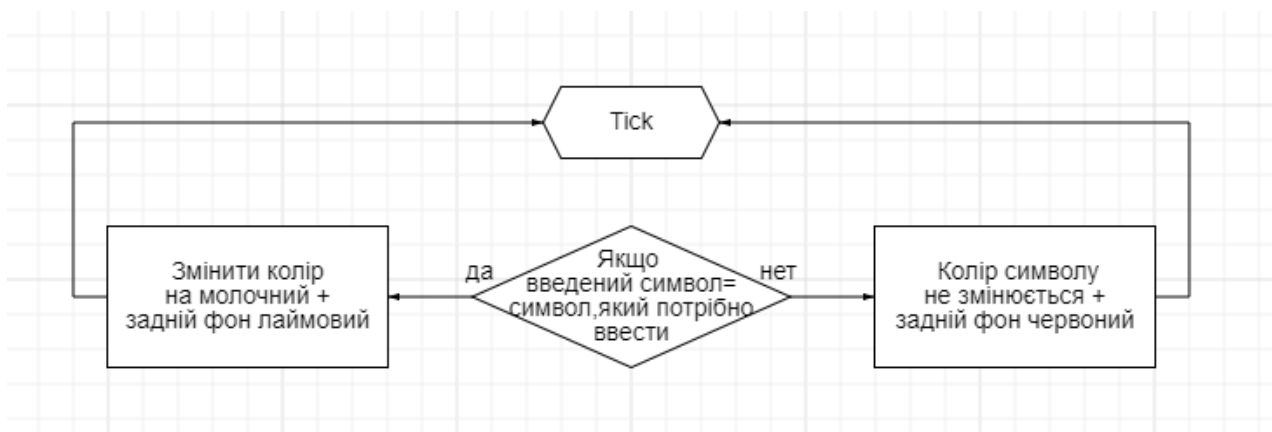 Tick
Змінити колір
на молочний +
задній фон лаймовий
да
Якщо
введений символ=
символ,який потрібно
ввести
нет
Колір символу
не змінюється +
задній фон червоний